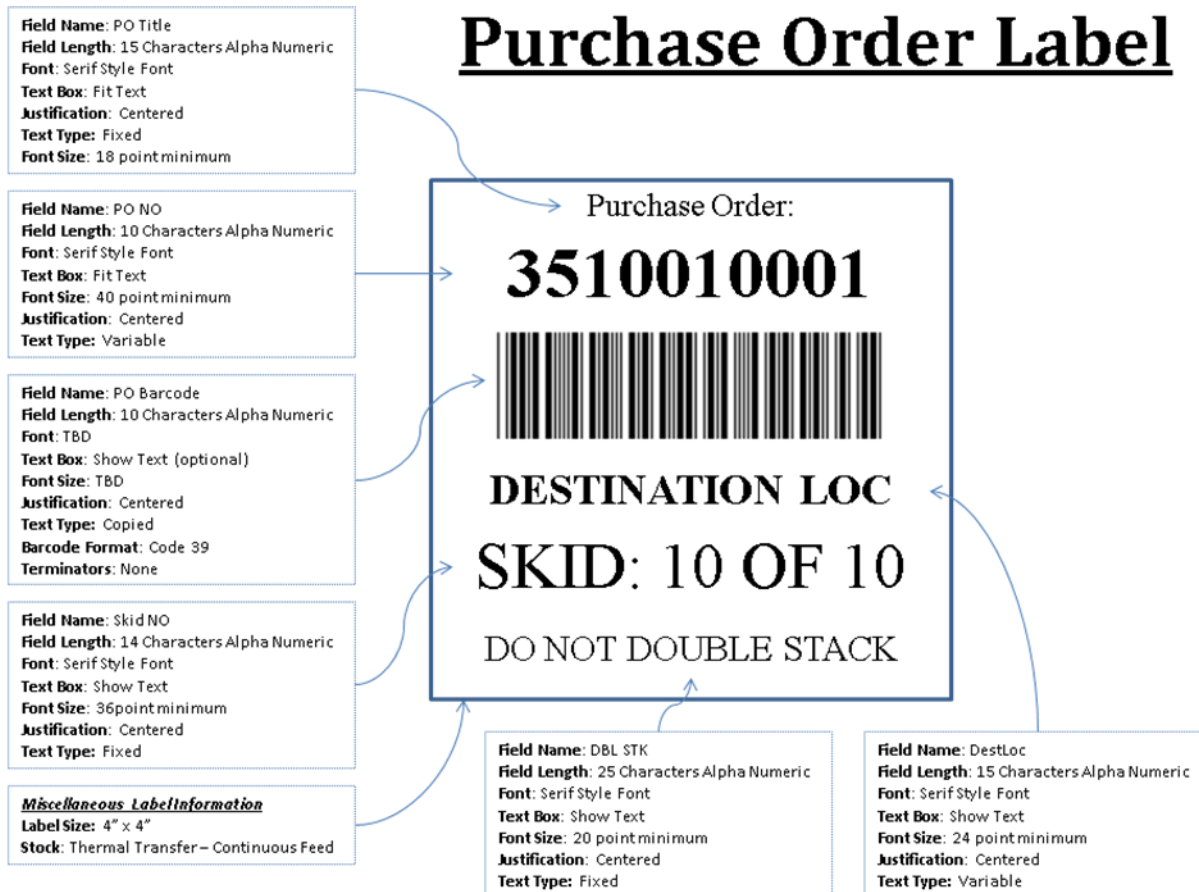 Purchase Order Label
Field Name: PO Title
Field Length: 15 Characters Alpha Numeric
Font: Serif Style Font
Text Box: Fit Text
Justification: Centered
Text Type: Fixed
Font Size: 18 point minimum
Field Name: PO NO
Field Length: 10 Characters Alpha Numeric
Font: Serif Style Font
Text Box: Fit Text
Font Size: 40 point minimum
Justification: Centered
Text Type: Variable
Field Name: PO Barcode
Field Length: 10 Characters Alpha Numeric
Font: TBD
Text Box: Show Text (optional)
Font Size: TBD
Justification: Centered
Text Type: Copied
Barcode Format: Code 39
Terminators: None
Field Name: Skid NO
Field Length: 14 Characters Alpha Numeric
Font: Serif Style Font
Text Box: Show Text
Font Size: 36point minimum
Justification: Centered
Text Type: Fixed
Miscellaneous Label Information
Label Size: 4” x 4”
Stock: Thermal Transfer – Continuous Feed
Purchase Order:
3510010001
DESTINATION LOC
SKID: 10 OF 10
DO NOT DOUBLE STACK
Field Name: DBL STK
Field Length: 25 Characters Alpha Numeric
Font: Serif Style Font
Text Box: Show Text
Font Size: 20 point minimum
Justification: Centered
Text Type: Fixed
Field Name: DestLoc
Field Length: 15 Characters Alpha Numeric
Font: Serif Style Font
Text Box: Show Text
Font Size: 24 point minimum
Justification: Centered
Text Type: Variable